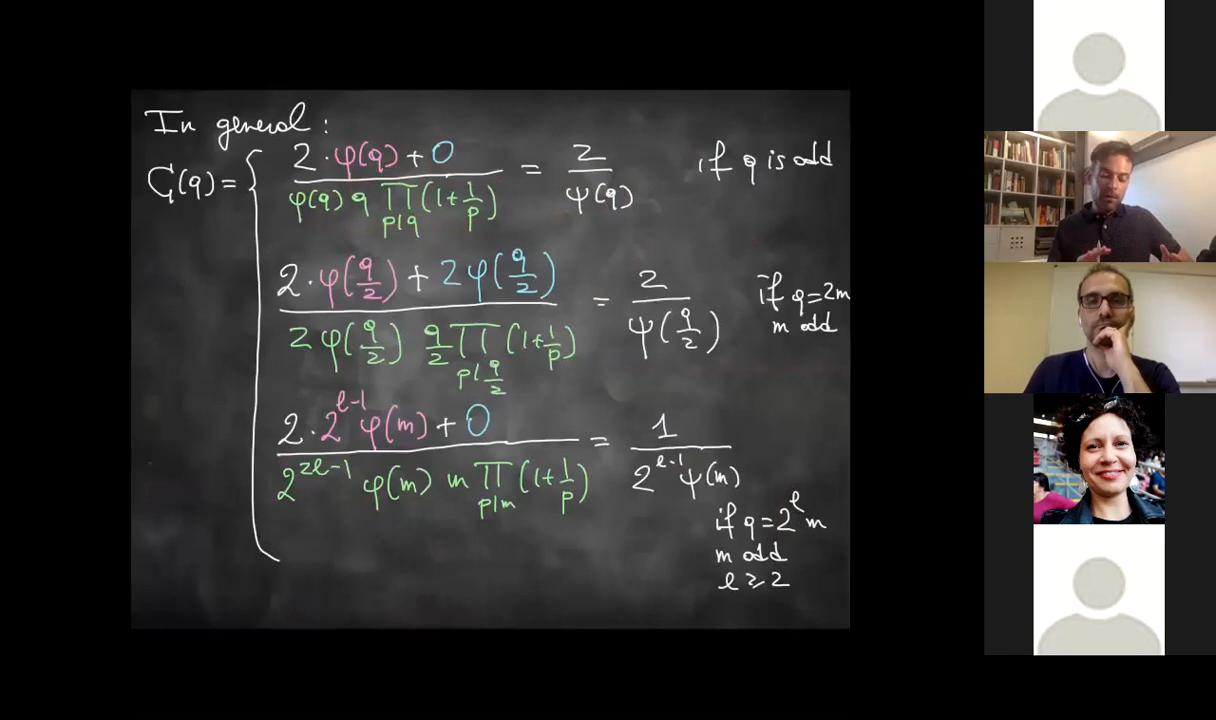 In general:
G(q) = { 2·φ(q) + 0 / φ(q) q ∏_{p|q} (1 + 1/p) = 2 / ψ(q) if q is odd
2·φ(q/2) + 2φ(q/2) / 2φ(q/2) q/2 ∏_{p|q/2} (1 + 1/p) = 2 / ψ(q/2) if q = 2m
m odd
2·2^{ℓ-1} φ(m) + 0 / 2^{2ℓ-1} φ(m) m ∏_{p|m} (1 + 1/p) = 1 / 2^{ℓ-1} ψ(m)
if q = 2^ℓ m
m odd
ℓ ≥ 2